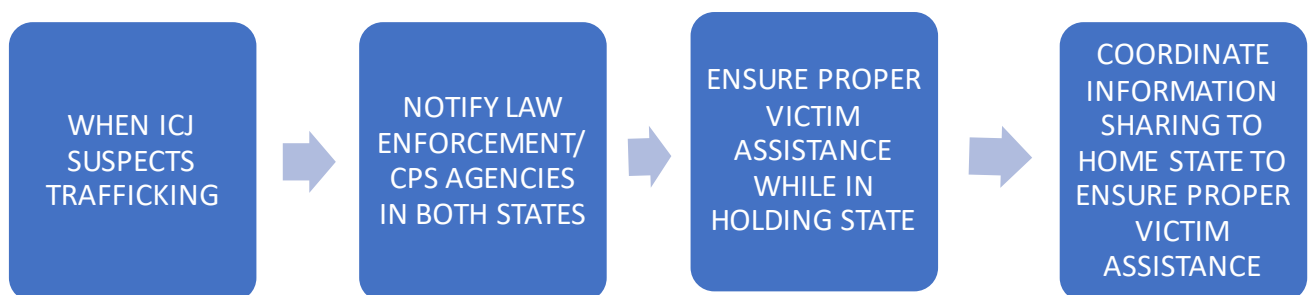 WHEN ICJ
SUSPECTS
TRAFFICKING
NOTIFY LAW
ENFORCEMENT/
CPS AGENCIES
IN BOTH STATES
ENSURE PROPER
VICTIM
ASSISTANCE
WHILE IN
HOLDING STATE
COORDINATE
INFORMATION
SHARING TO
HOME STATE TO
ENSURE PROPER
VICTIM
ASSISTANCE